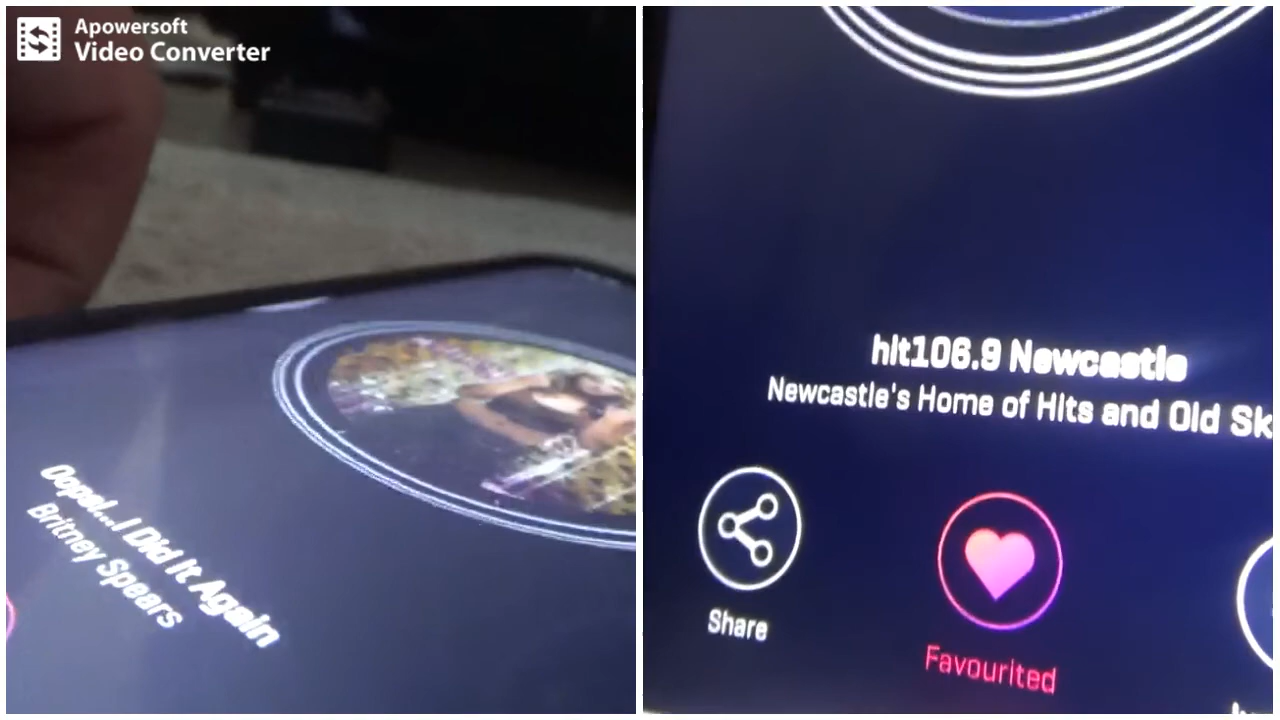 Apowersoft
Video Converter
Oops!...I Did It Again
Britney Spears
hit106.9 Newcastle
Newcastle's Home of Hits and Old Sk
Share
Favourited